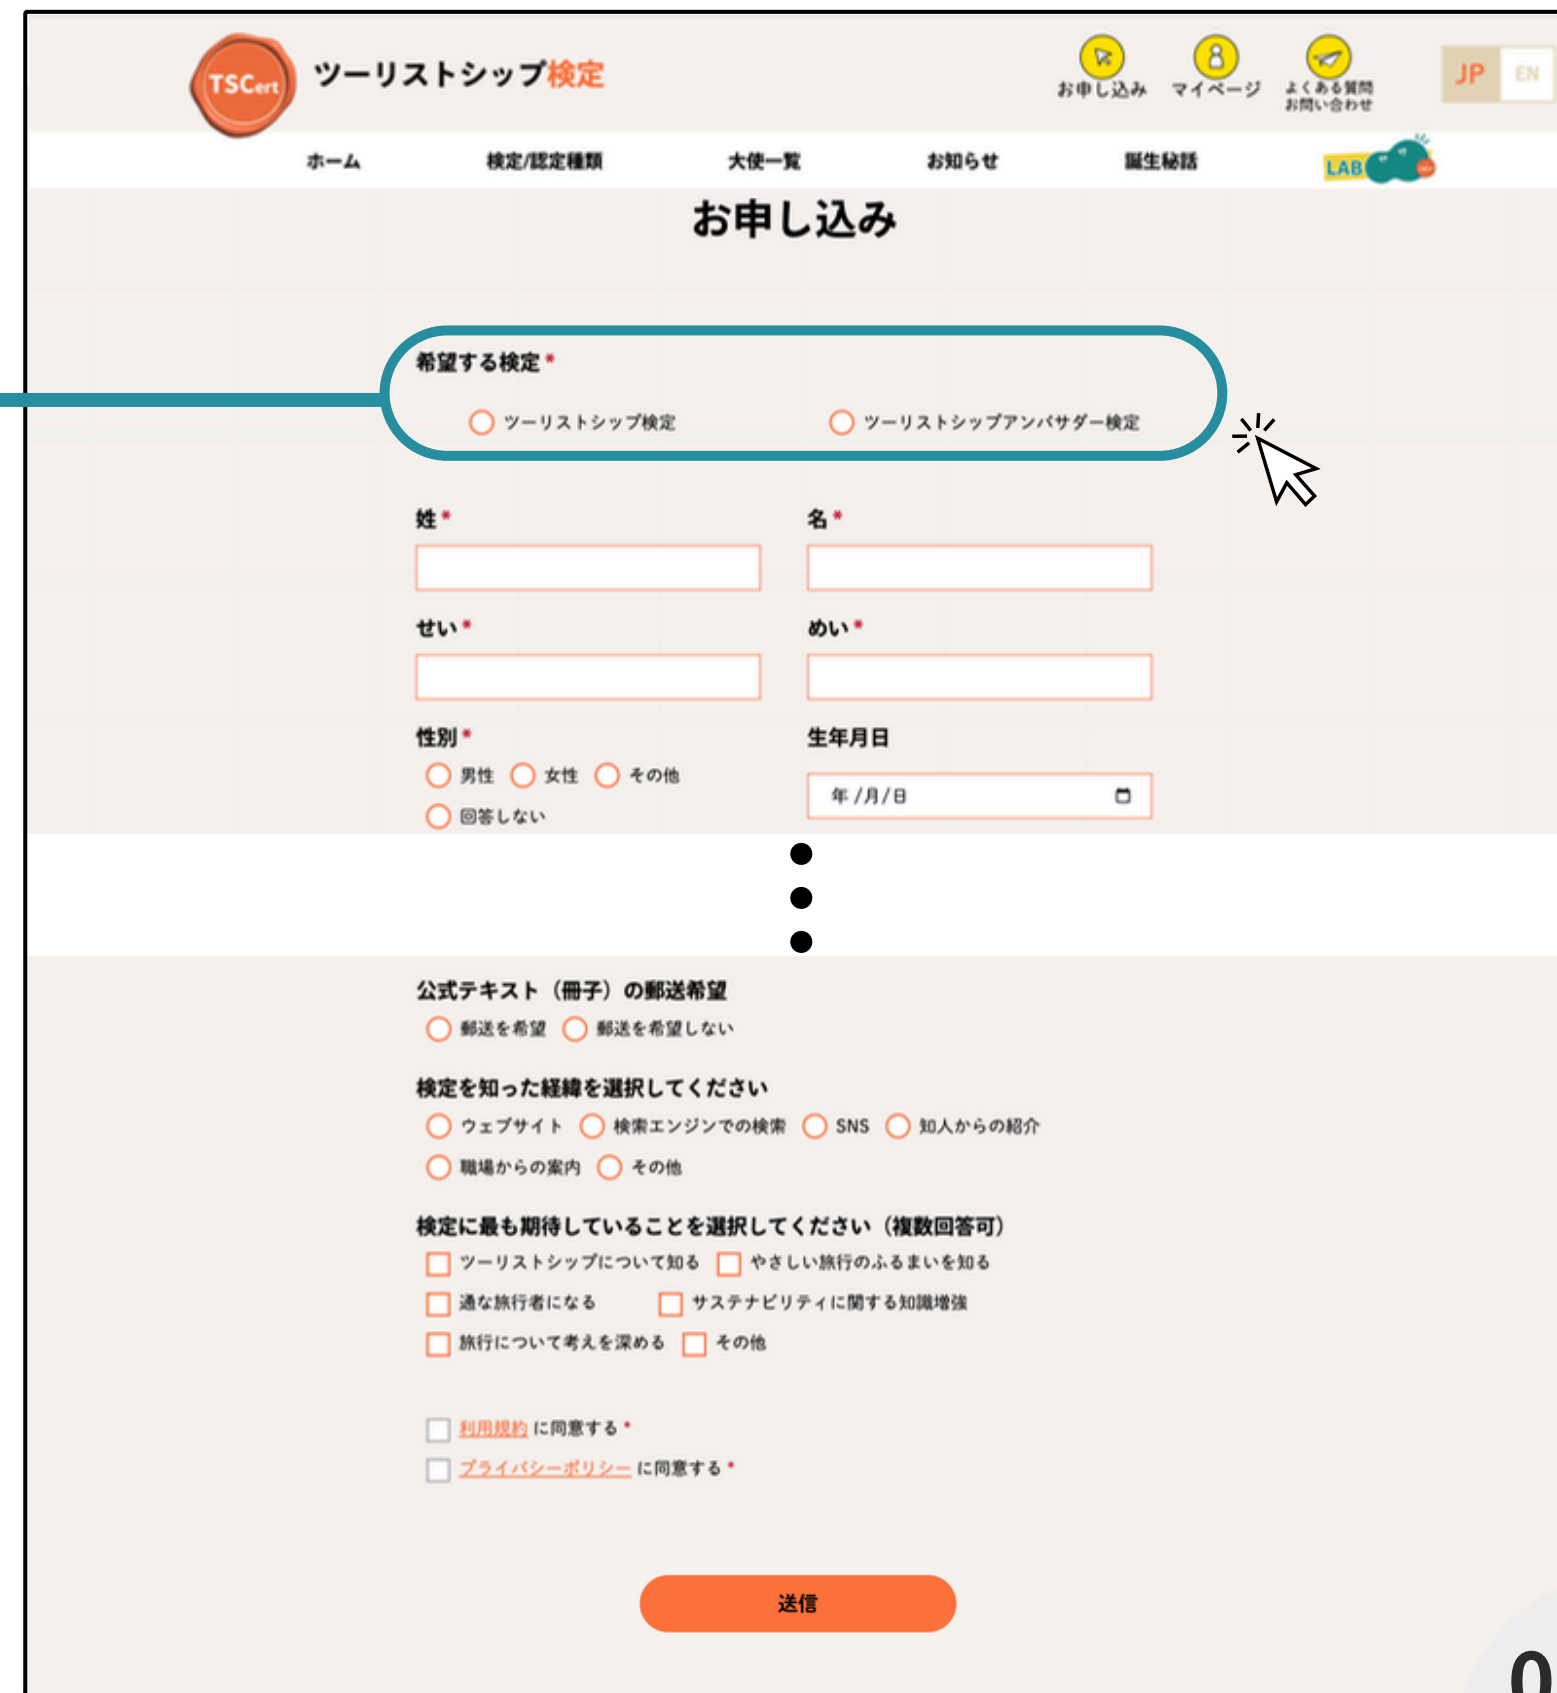 TSCert ツーリストシップ検定
お申し込み マイページ よくある質問
お問い合わせ
JP EN
ホーム 検定/認定種類 大使一覧 お知らせ 誕生秘話 LAB
お申し込み
希望する検定*
ツーリストシップ検定 ツーリストシップアンバサダー検定
姓* 名*
せい* めい*
性別* 生年月日
男性 女性 その他
年/月/日
回答しない
公式テキスト（冊子）の郵送希望
郵送を希望 郵送を希望しない
検定を知った経緯を選択してください
ウェブサイト 検索エンジンでの検索 SNS 知人からの紹介
職場からの案内 その他
検定に最も期待していることを選択してください（複数回答可）
ツーリストシップについて知る やさしい旅行のふるまいを知る
通な旅行者になる サステナビリティに関する知識増強
旅行について考えを深める その他
利用規約 に同意する*
プライバシーポリシー に同意する*
送信
0